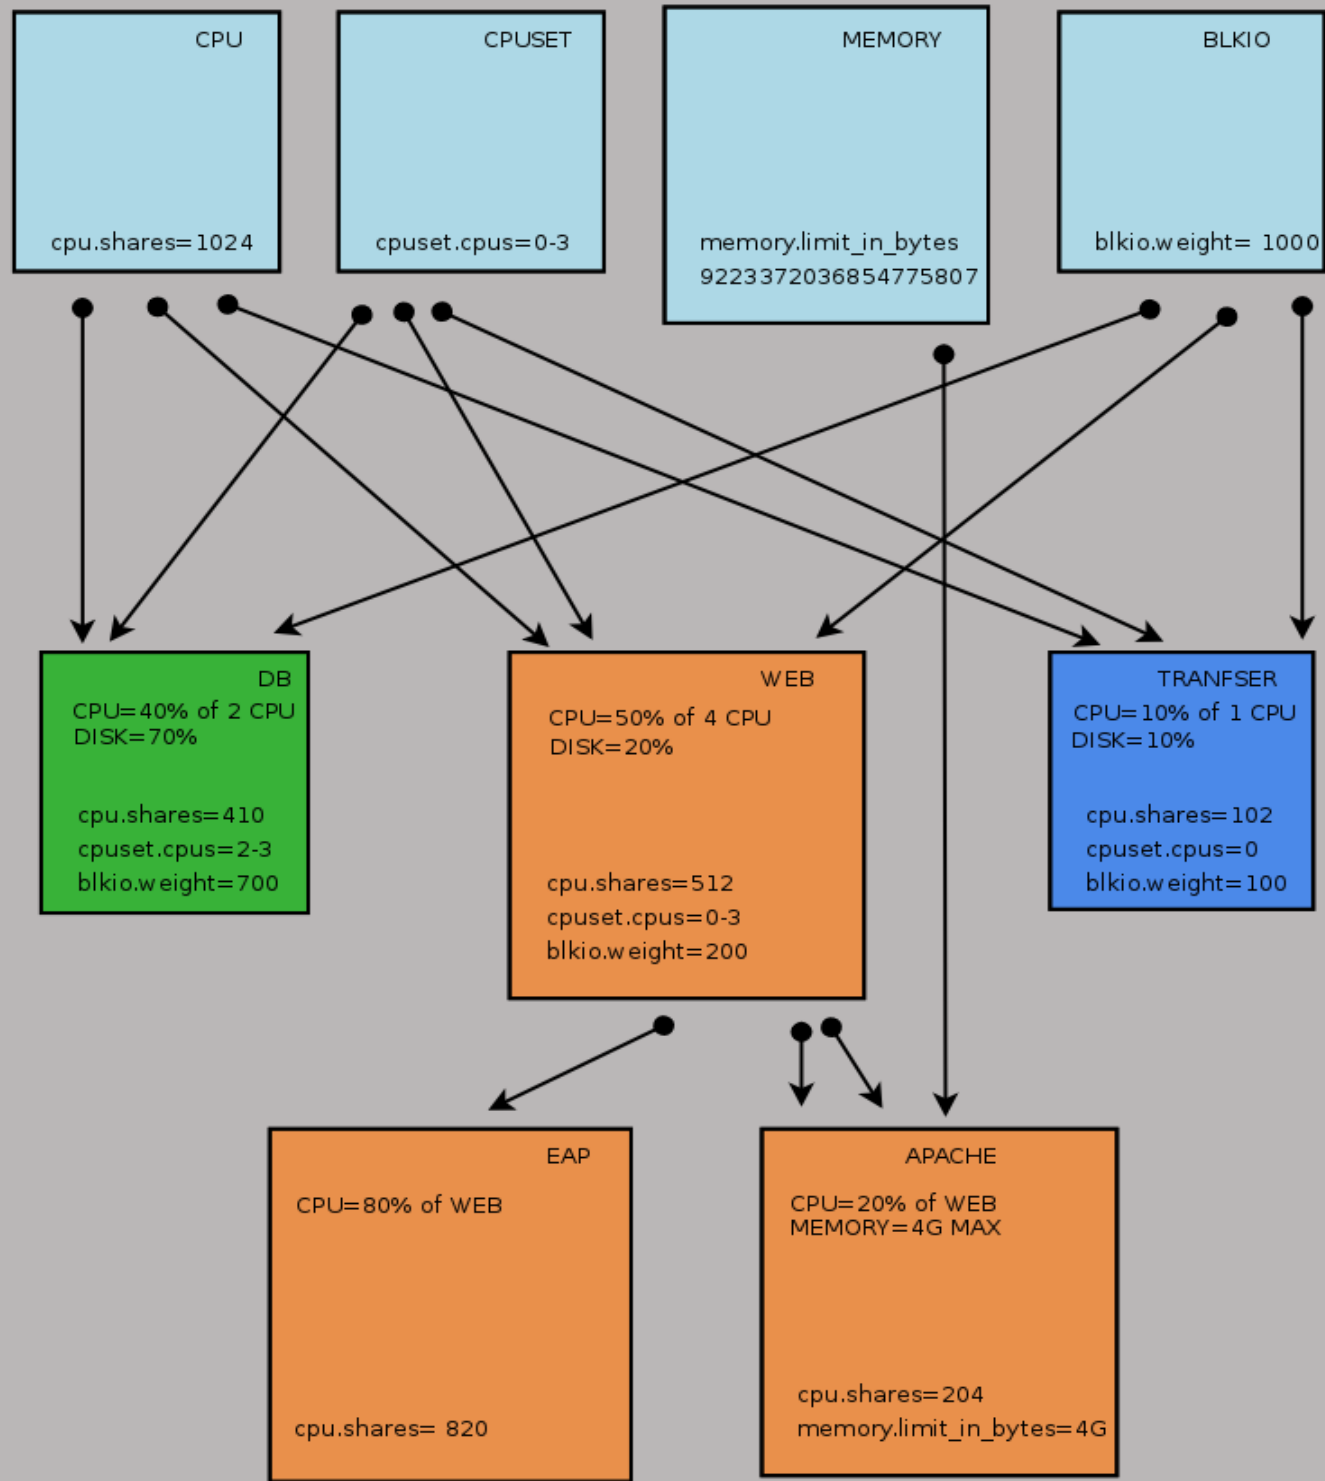 CPU
cpu.shares=1024
CPUSET
cpuset.cpus=0-3
MEMORY
memory.limit_in_bytes
9223372036854775807
BLKIO
blkio.weight= 1000
DB
CPU=40% of 2 CPU
DISK=70%
cpu.shares=410
cpuset.cpus=2-3
blkio.weight=700
WEB
CPU=50% of 4 CPU
DISK=20%
cpu.shares=512
cpuset.cpus=0-3
blkio.weight=200
TRANFSER
CPU=10% of 1 CPU
DISK=10%
cpu.shares=102
cpuset.cpus=0
blkio.weight=100
EAP
CPU=80% of WEB
cpu.shares= 820
APACHE
CPU=20% of WEB
MEMORY=4G MAX
cpu.shares=204
memory.limit_in_bytes=4G